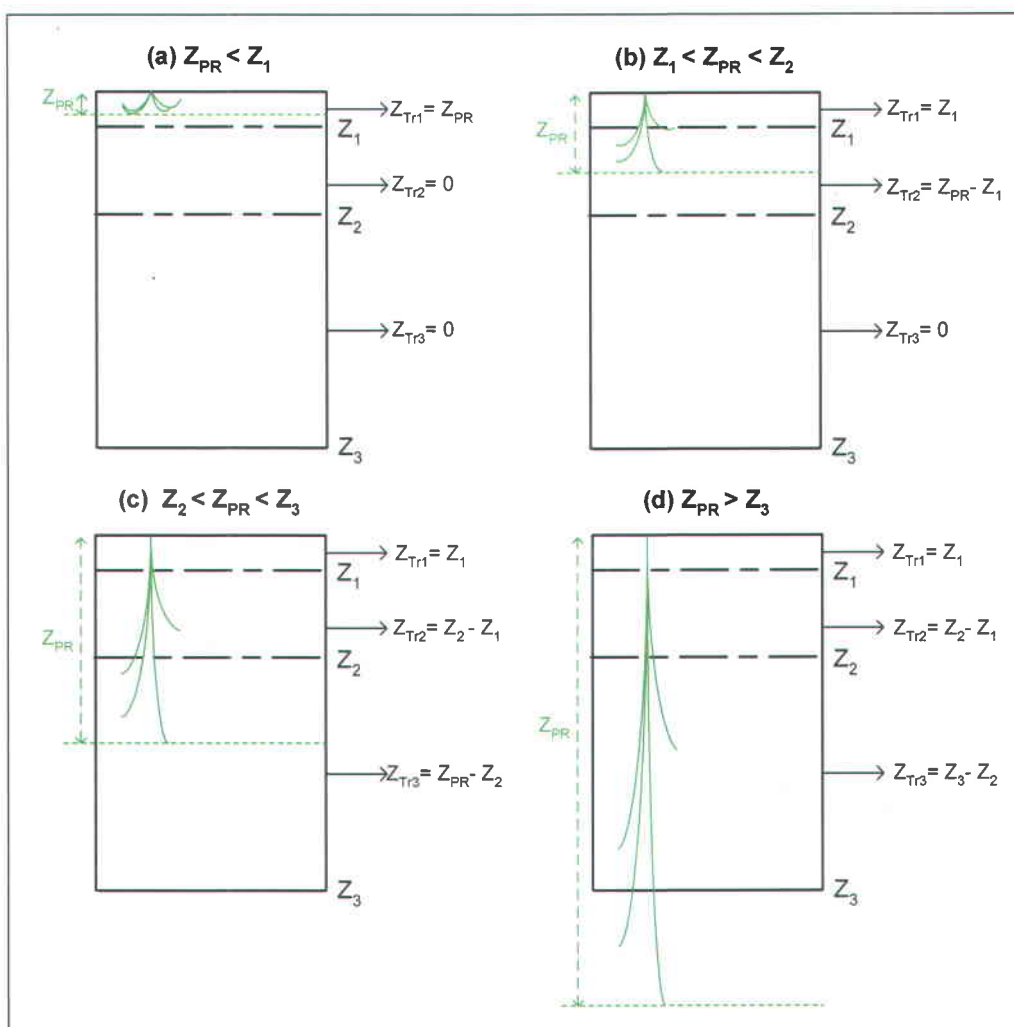 (a) Z_PR < Z_1
Z_PR
Z_Tr1 = Z_PR
Z_1
Z_Tr2 = 0
Z_2
Z_Tr3 = 0
Z_3
(b) Z_1 < Z_PR < Z_2
Z_PR
Z_Tr1 = Z_1
Z_1
Z_Tr2 = Z_PR - Z_1
Z_2
Z_Tr3 = 0
Z_3
(c) Z_2 < Z_PR < Z_3
Z_PR
Z_Tr1 = Z_1
Z_1
Z_Tr2 = Z_2 - Z_1
Z_2
Z_Tr3 = Z_PR - Z_2
Z_3
(d) Z_PR > Z_3
Z_PR
Z_Tr1 = Z_1
Z_1
Z_Tr2 = Z_2 - Z_1
Z_2
Z_Tr3 = Z_3 - Z_2
Z_3